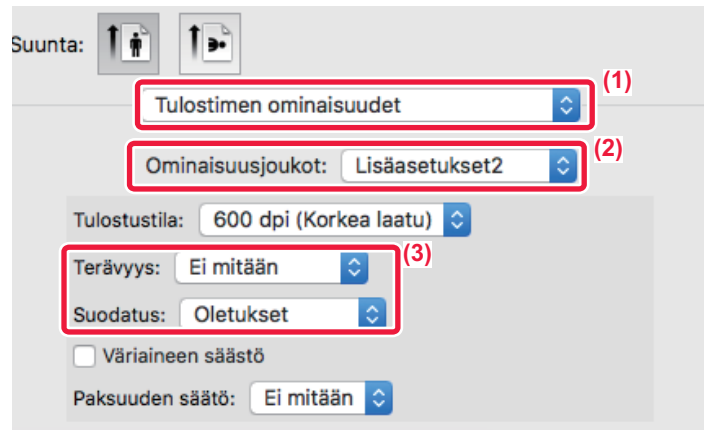 Suunta:
(1)
Tulostimen ominaisuudet
(2)
Ominaisuusjoukot: Lisäasetukset2
Tulostustila: 600 dpi (Korkea laatu)
(3)
Terävyys: Ei mitään
Suodatus: Oletukset
Väriaineen säästö
Paksuuden säätö: Ei mitään